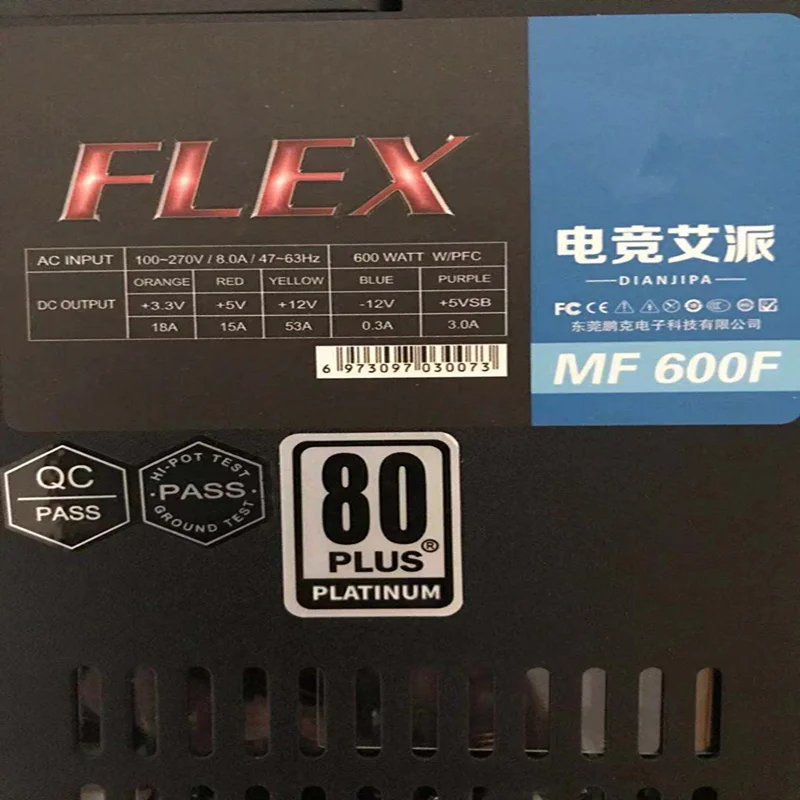 FLEX
AC INPUT 100~270V / 8.0A / 47~63Hz 600 WATT W/PFC
DC OUTPUT ORANGE RED YELLOW BLUE PURPLE
+3.3V +5V +12V -12V +5VSB
18A 15A 53A 0.3A 3.0A
6 973097 030073
电竞艾派
DIANJIPA
FC CE
东莞鹏克电子科技有限公司
MF 600F
QC
PASS
HI-POT TEST
PASS
GROUND TEST
80
PLUS®
PLATINUM